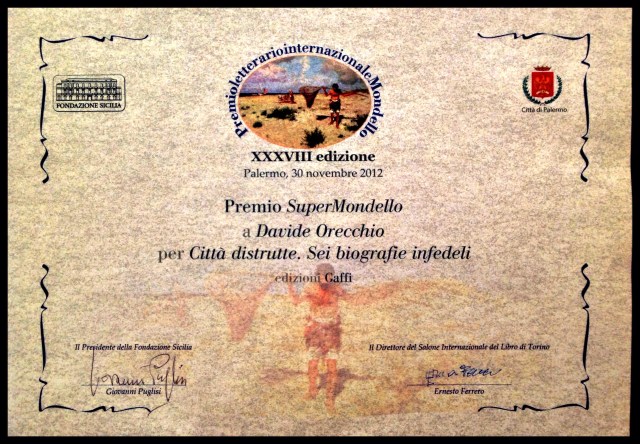 PremioletterariointernazionaleMondello
FONDAZIONE SICILIA
Città di Palermo
XXXVIII edizione
Palermo, 30 novembre 2012
Premio SuperMondello
a Davide Orecchio
per Città distrutte. Sei biografie infedeli
edizioni Gaffi
Il Presidente della Fondazione Sicilia
Giovanni Puglisi
Giovanni Puglisi
Il Direttore del Salone Internazionale del Libro di Torino
Ernesto Ferrero